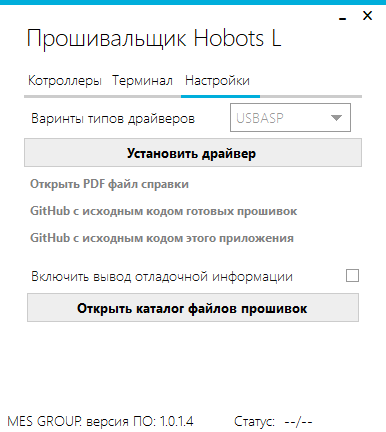 Прошивальщик Hobots L
Котроллеры Терминал Настройки
Варинты типов драйверов USBASP
Установить драйвер
Открыть PDF файл справки
GitHub с исходным кодом готовых прошивок
GitHub с исходным кодом этого приложения
Включить вывод отладочной информации
Открыть каталог файлов прошивок
MES GROUP. версия ПО: 1.0.1.4 Статус: --/--